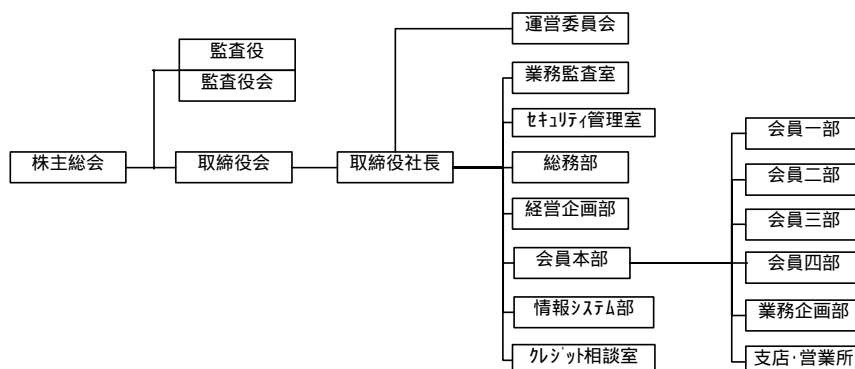 運営委員会
監査役
監査役会
業務監査室
ｾｷｭﾘﾃｨ管理室
会員一部
株主総会
取締役会
取締役社長
総務部
会員二部
経営企画部
会員三部
会員本部
会員四部
情報ｼｽﾃﾑ部
業務企画部
ｸﾚｼﾞｯﾄ相談室
支店・営業所